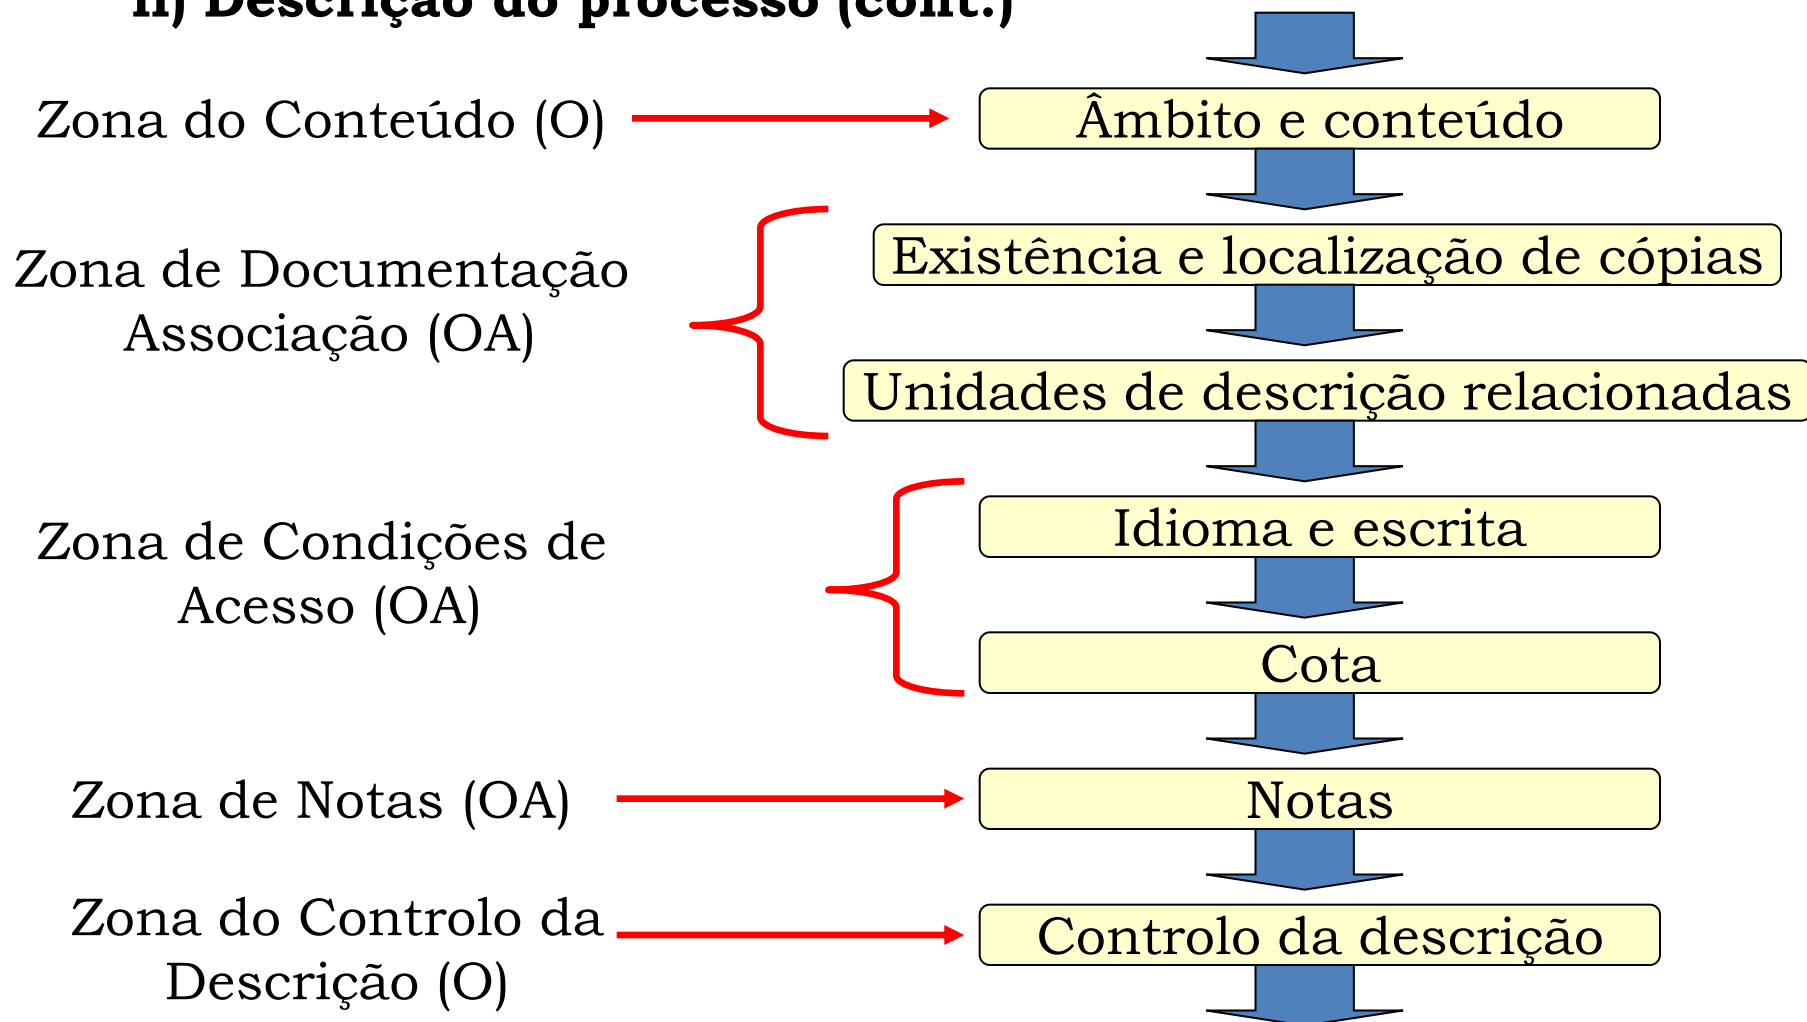 ii) Descrição do processo (cont.)
Zona do Conteúdo (O)
Âmbito e conteúdo
Zona de Documentação
Associação (OA)
Existência e localização de cópias
Unidades de descrição relacionadas
Zona de Condições de
Acesso (OA)
Idioma e escrita
Cota
Zona de Notas (OA)
Notas
Zona do Controlo da
Descrição (O)
Controlo da descrição